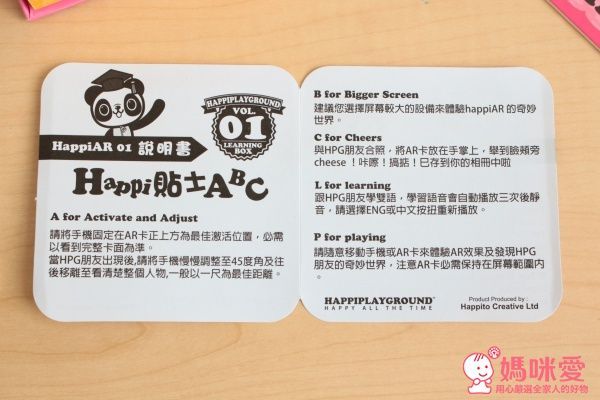 HAPPIPLAYGROUND
VOL.
01
LEARNING
BOX
HappiAR 01 説明書
Happi貼士ABC
A for Activate and Adjust
請將手機固定在AR卡正上方為最佳激活位置，必需
以看到完整卡面為準。
當HPG朋友出現後,請將手機慢慢調整至45度角及往
後移離至看清楚整個人物,一般以一尺為最佳距離。
B for Bigger Screen
建議您選擇屏幕較大的設備來體驗happiAR 的奇妙
世界。
C for Cheers
與HPG朋友合照，將AR卡放在手掌上，舉到臉頰旁
cheese！咔嚓！搞掂！已存到你的相冊中啦
L for learning
跟HPG朋友學雙語，學習語音會自動播放三次後靜
音，請選擇ENG或中文按扭重新播放。
P for playing
請隨意移動手機或AR卡來體驗AR效果及發現HPG
朋友的奇妙世界，注意AR卡必需保持在屏幕範圍内
。
HAPPIPLAYGROUND
HAPPY ALL THE TIME
Product Produced by :
Happito Creative Ltd
媽咪愛
用心嚴選全家人的好物